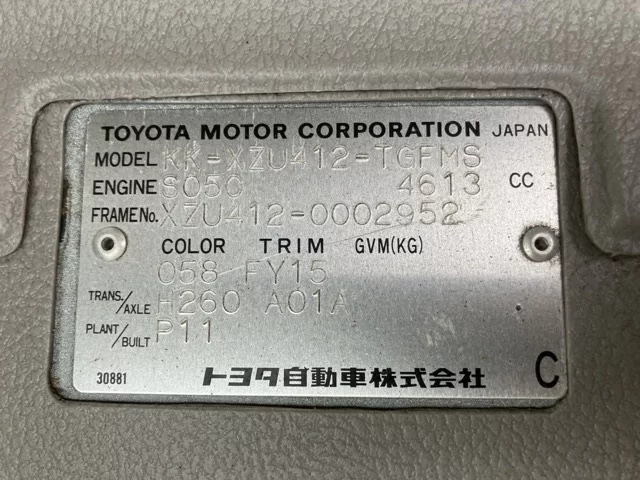 TOYOTA MOTOR CORPORATION JAPAN
MODEL KK-XZU412-TGFMS
ENGINE S05C 4613 CC
FRAME No. XZU412-0002952
COLOR TRIM GVM(KG)
058 FY15
TRANS./AXLE H260 A01A
PLANT/BUILT P11
30881 トヨタ自動車株式会社 C